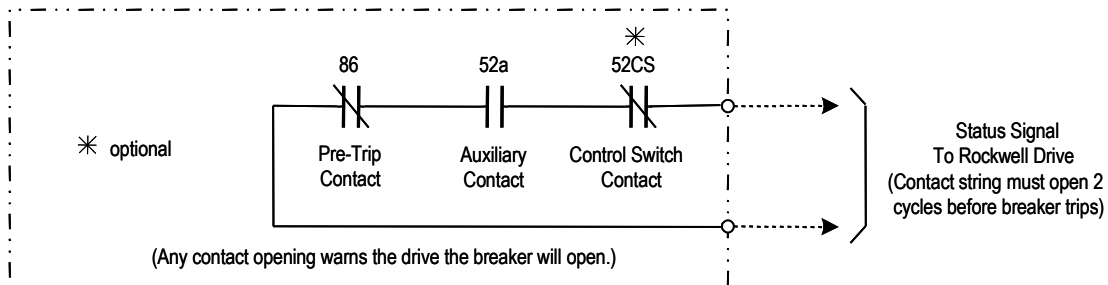 ✳
86
52a
52CS
✳ optional
Pre-Trip
Contact
Auxiliary
Contact
Control Switch
Contact
Status Signal
To Rockwell Drive
(Contact string must open 2
cycles before breaker trips)
(Any contact opening warns the drive the breaker will open.)